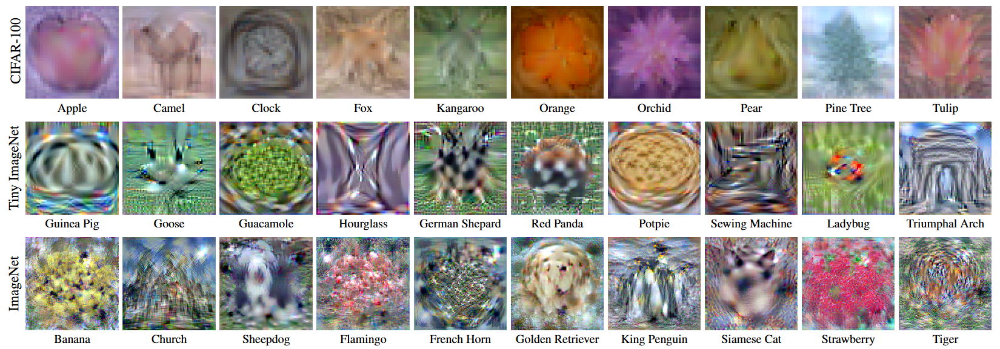 CIFAR-100
Apple Camel Clock Fox Kangaroo Orange Orchid Pear Pine Tree Tulip
Tiny ImageNet
Guinea Pig Goose Guacamole Hourglass German Shepard Red Panda Potpie Sewing Machine Ladybug Triumphal Arch
ImageNet
Banana Church Sheepdog Flamingo French Horn Golden Retriever King Penguin Siamese Cat Strawberry Tiger